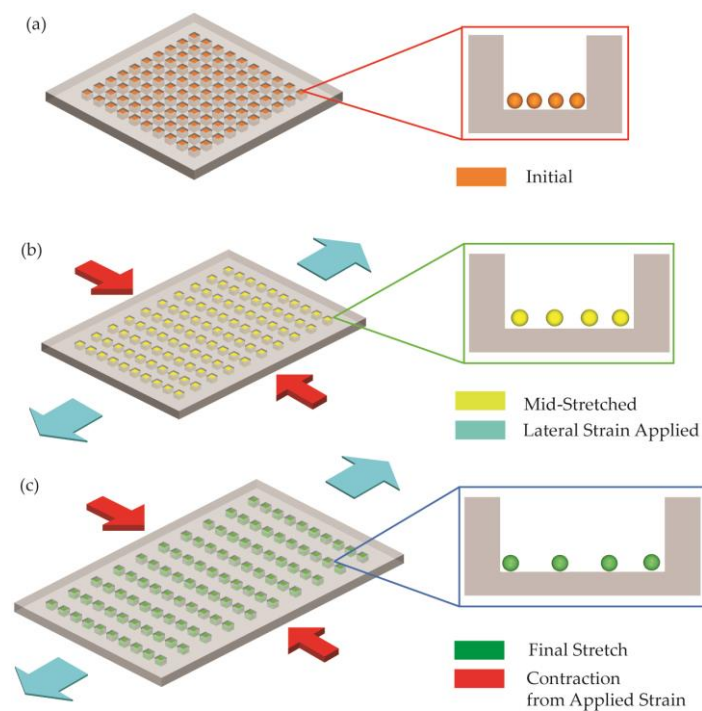 (a)
Initial
(b)
Mid-Stretched
Lateral Strain Applied
(c)
Final Stretch
Contraction
from Applied Strain